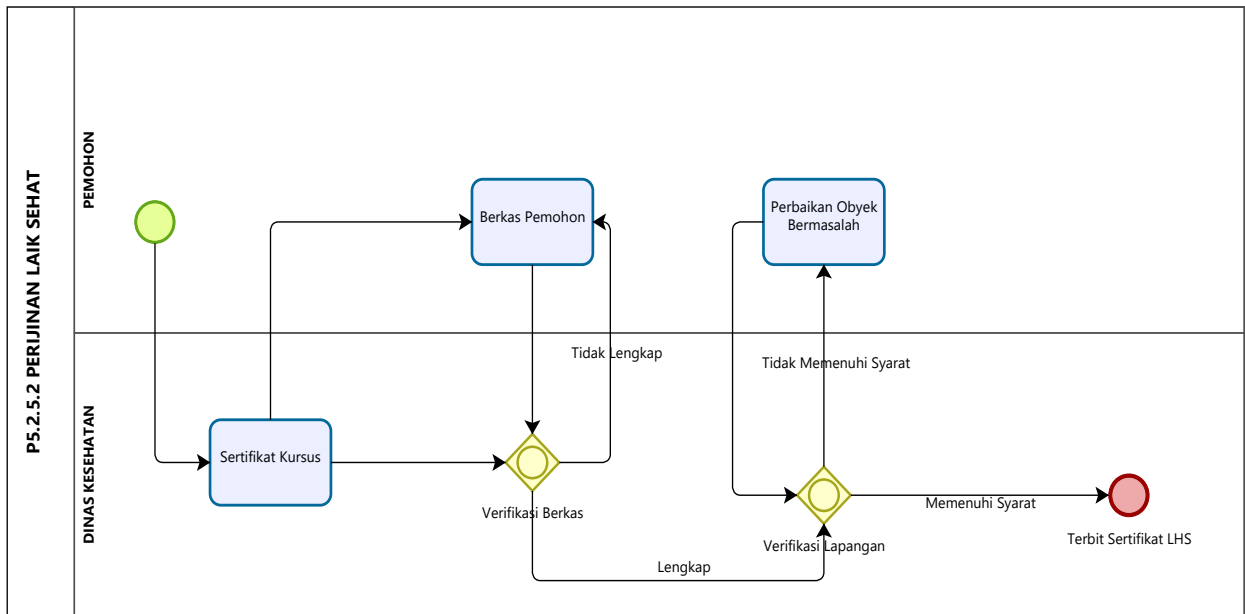 P5.2.5.2 PERIJINAN LAIK SEHAT
PEMOHON
Berkas Pemohon
Perbaikan Obyek
Bermasalah
DINAS KESEHATAN
Tidak Lengkap
Tidak Memenuhi Syarat
Sertifikat Kursus
Verifikasi Berkas
Memenuhi Syarat
Verifikasi Lapangan
Terbit Sertifikat LHS
Lengkap